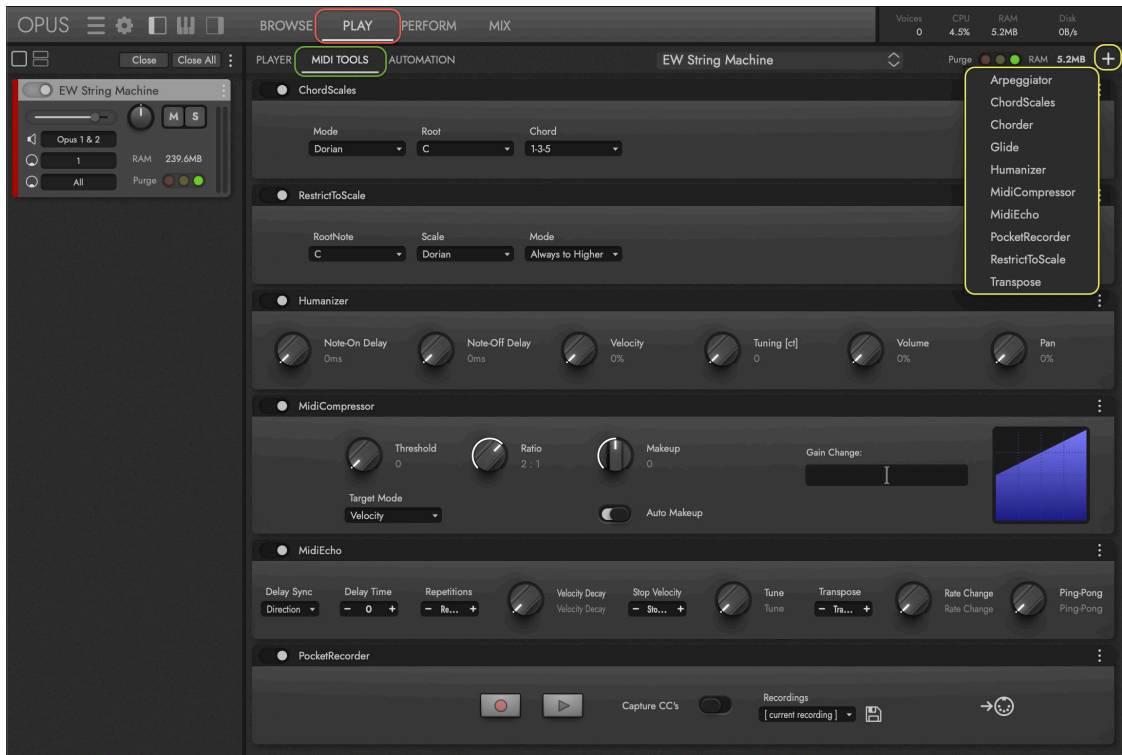 OPUS BROWSE PLAY PERFORM MIX Voices CPU RAM Disk
0 4.5% 5.2MB 0B/s
Close Close All PLAYER MIDI TOOLS AUTOMATION EW String Machine Purge RAM 5.2MB +
EW String Machine
M S
Opus 1 & 2
1 RAM 239.6MB
All Purge
Arpeggiator
ChordScales
Chorder
Glide
Humanizer
MidiCompressor
MidiEcho
PocketRecorder
RestrictToScale
Transpose
ChordScales
Mode Root Chord
Dorian C 1-3-5
RestrictToScale
RootNote Scale Mode
C Dorian Always to Higher
Humanizer
Note-On Delay Note-Off Delay Velocity Tuning [ct] Volume Pan
0ms 0ms 0% 0 0% 0%
MidiCompressor
Threshold Ratio Makeup Gain Change:
0 2 : 1 0
Target Mode
Velocity Auto Makeup
MidiEcho
Delay Sync Delay Time Repetitions Velocity Decay Stop Velocity Tune Transpose Rate Change Ping-Pong
Direction – 0 + – Re... + Velocity Decay – Sto... + Tune – Tra... + Rate Change Ping-Pong
PocketRecorder
Capture CC's Recordings
[ current recording ]